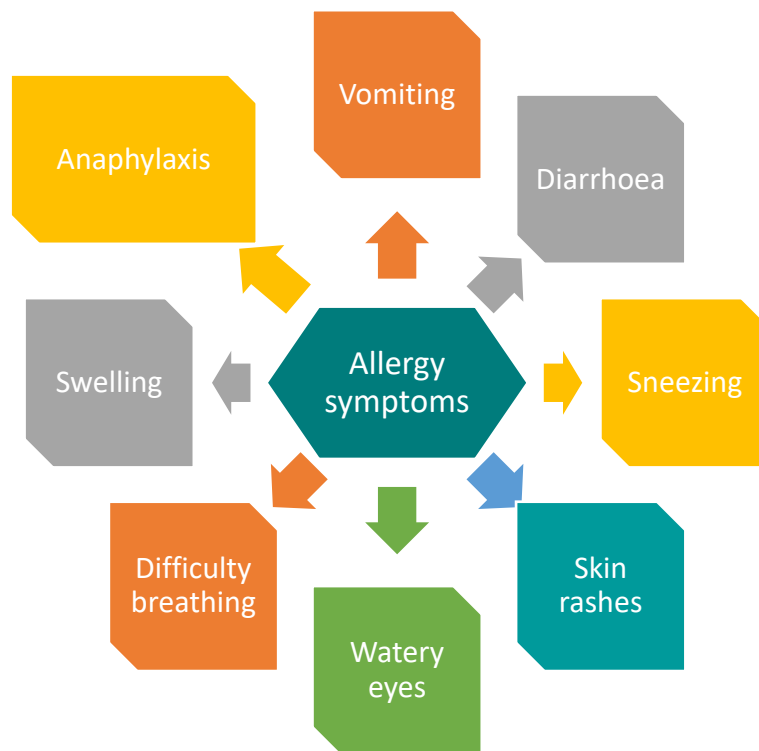 Vomiting
Anaphylaxis
Diarrhoea
Allergy
symptoms
Swelling
Sneezing
Difficulty
breathing
Skin
rashes
Watery
eyes